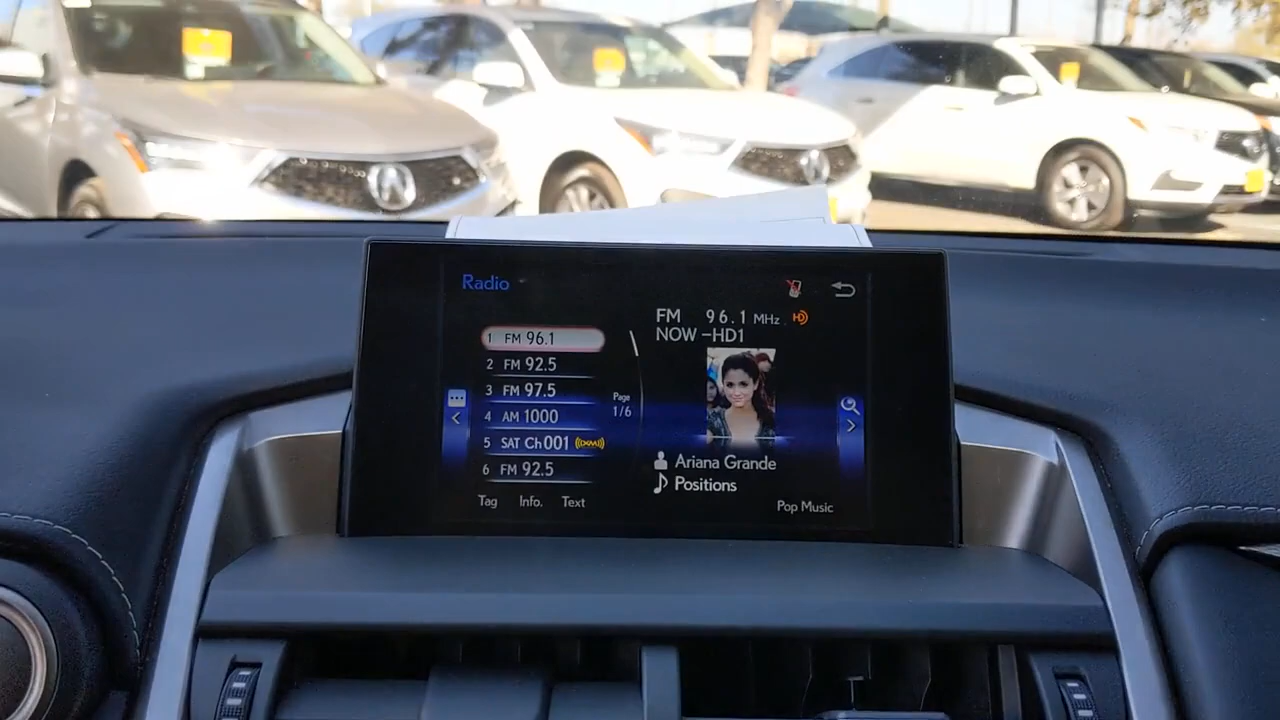 Radio
1 FM 96.1
2 FM 92.5
3 FM 97.5
4 AM 1000
5 SAT Ch 001 ((XM))
6 FM 92.5
Page
1/6
Tag Info. Text
FM 96.1 MHz HD
NOW -HD1
Ariana Grande
Positions
Pop Music